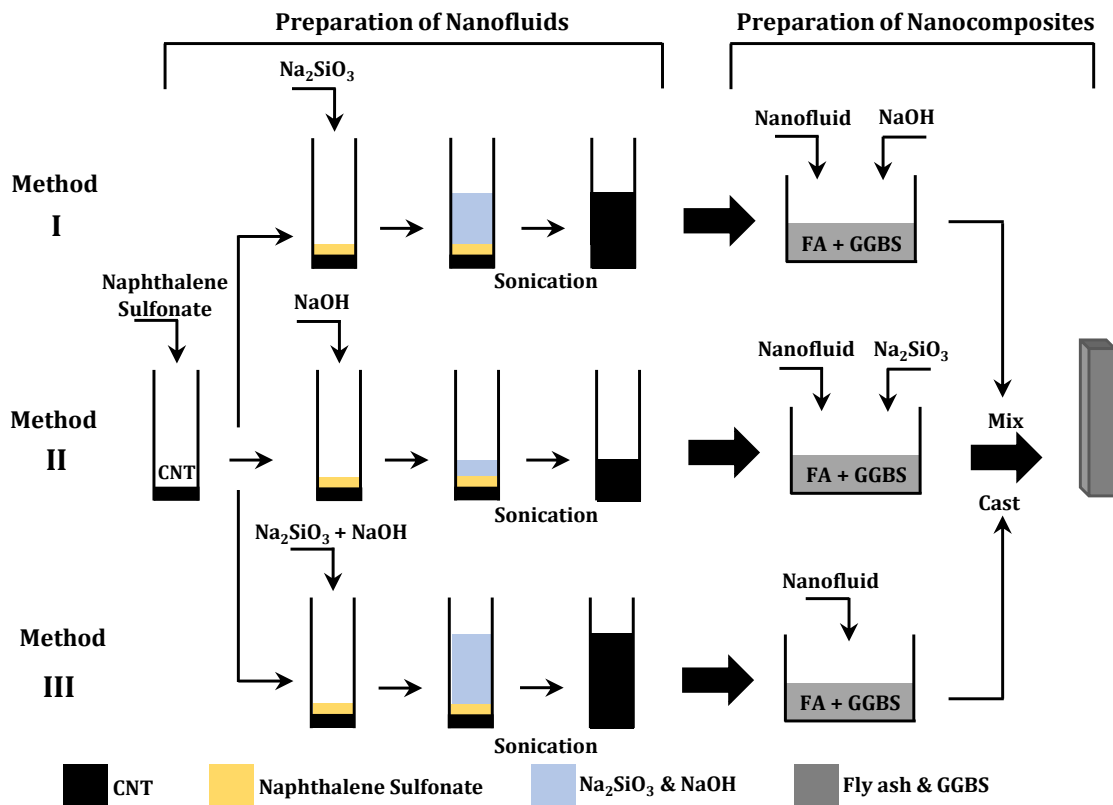 Preparation of Nanofluids
Preparation of Nanocomposites
Na₂SiO₃
Nanofluid
NaOH
Method
I
FA + GGBS
Sonication
Naphthalene
Sulfonate
NaOH
Nanofluid
Na₂SiO₃
Method
II
CNT
FA + GGBS
Mix
Sonication
Cast
Na₂SiO₃ + NaOH
Nanofluid
Method
III
FA + GGBS
Sonication
CNT
Naphthalene Sulfonate
Na₂SiO₃ & NaOH
Fly ash & GGBS